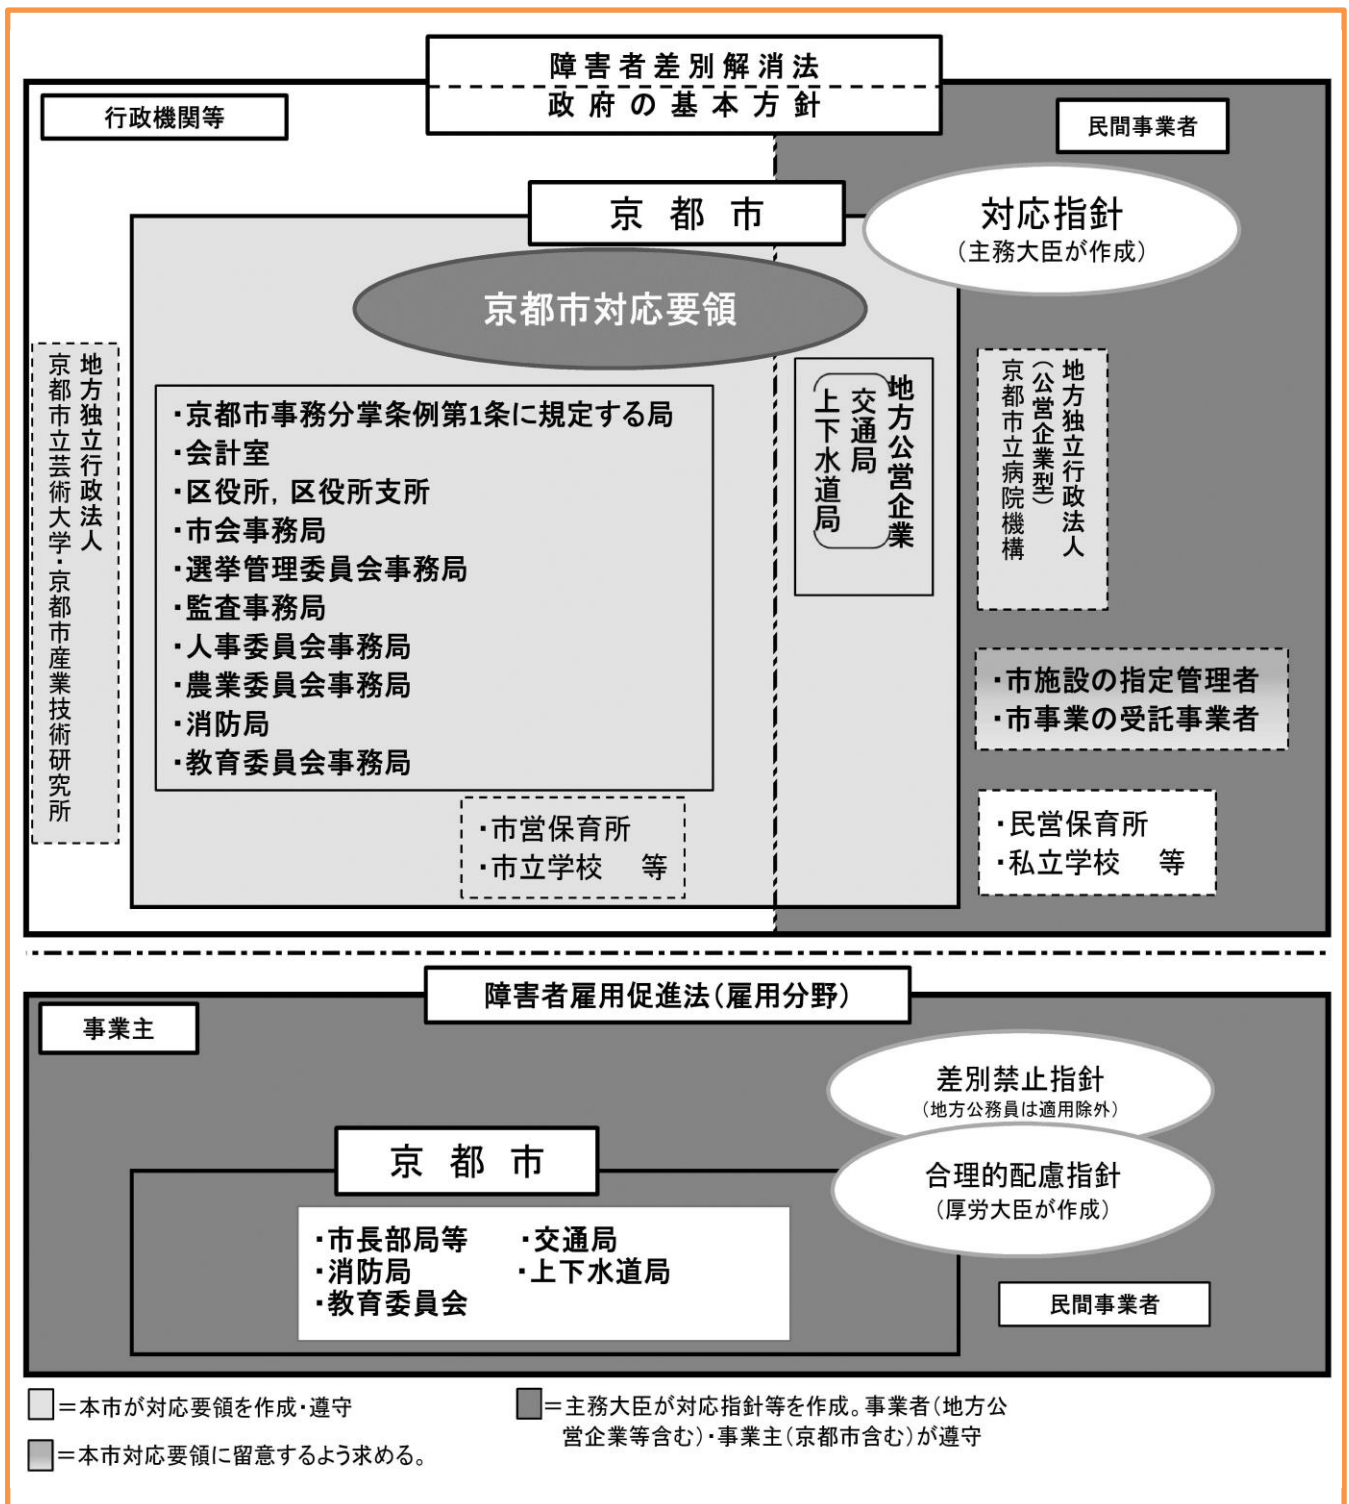 障害者差別解消法
政府の基本方針
行政機関等
民間事業者
京都市
対応指針
(主務大臣が作成)
京都市対応要領
地方独立行政法人
京都市立芸術大学・京都市産業技術研究所
・京都市事務分掌条例第1条に規定する局
・会計室
・区役所，区役所支所
・市会事務局
・選挙管理委員会事務局
・監査事務局
・人事委員会事務局
・農業委員会事務局
・消防局
・教育委員会事務局
・市営保育所
・市立学校　等
地方公営企業
交通局
上下水道局
地方独立行政法人
(公営企業型)
京都市立病院機構
・市施設の指定管理者
・市事業の受託事業者
・民営保育所
・私立学校　等
障害者雇用促進法(雇用分野)
事業主
差別禁止指針
(地方公務員は適用除外)
京都市
合理的配慮指針
(厚労大臣が作成)
・市長部局等
・消防局
・教育委員会
・交通局
・上下水道局
民間事業者
＝本市が対応要領を作成・遵守
＝本市対応要領に留意するよう求める。
＝主務大臣が対応指針等を作成。事業者(地方公
営企業等含む)・事業主(京都市含む)が遵守